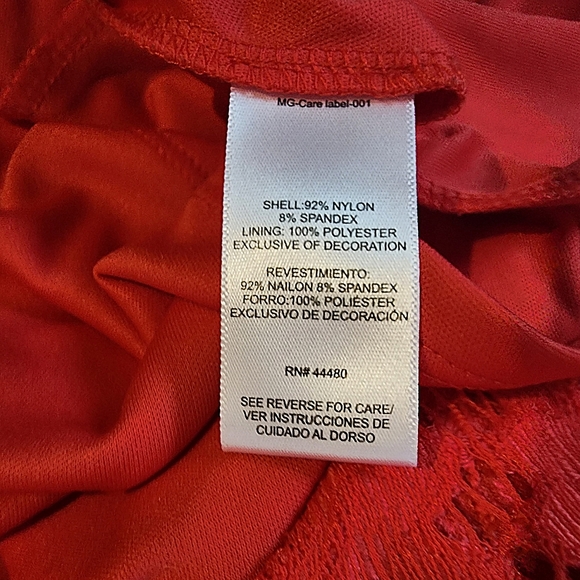 MG-Care label-001
SHELL:92% NYLON
8% SPANDEX
LINING: 100% POLYESTER
EXCLUSIVE OF DECORATION
REVESTIMIENTO:
92% NAILON 8% SPANDEX
FORRO:100% POLIÉSTER
EXCLUSIVO DE DECORACIÓN
RN# 44480
SEE REVERSE FOR CARE/
VER INSTRUCCIONES DE
CUIDADO AL DORSO